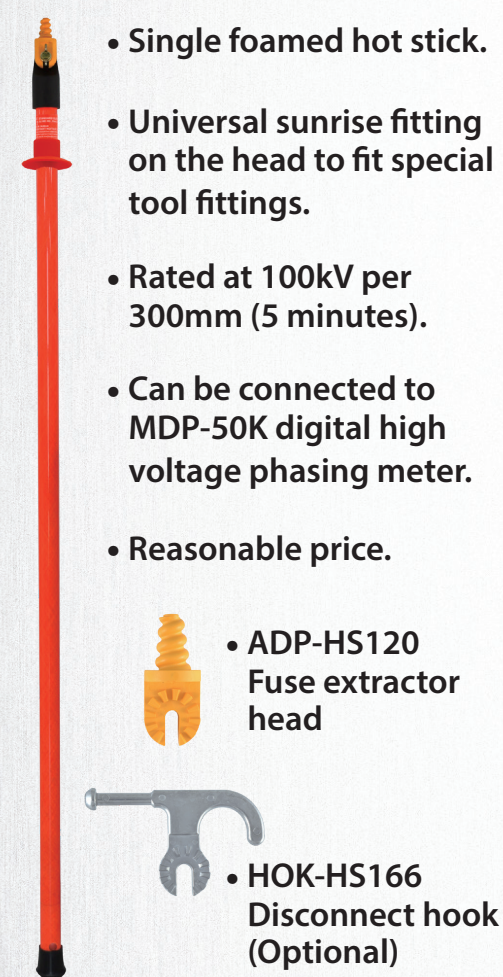 • Single foamed hot stick.
• Universal sunrise fitting
on the head to fit special
tool fittings.
• Rated at 100kV per
300mm (5 minutes).
• Can be connected to
MDP-50K digital high
voltage phasing meter.
• Reasonable price.
• ADP-HS120
Fuse extractor
head
• HOK-HS166
Disconnect hook
(Optional)